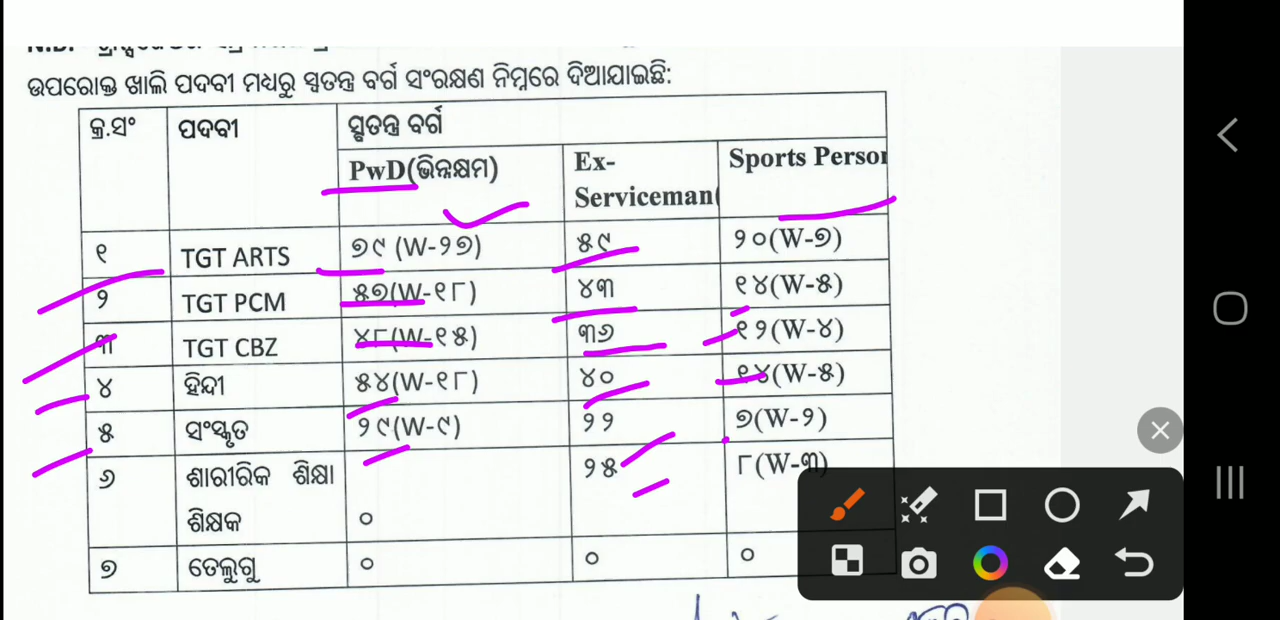 ଉପରୋକ୍ତ ଖାଲି ପଦବୀ ମଧ୍ୟରୁ ସ୍ୱତନ୍ତ୍ର ବର୍ଗ ସଂରକ୍ଷଣ ନିମ୍ନରେ ଦିଆଯାଇଛି:
କ୍ର.ସଂ ପଦବୀ ସ୍ୱତନ୍ତ୍ର ବର୍ଗ
PwD(ଭିନ୍ନକ୍ଷମ) Ex- Sports Person
Serviceman(
୧ TGT ARTS ୭୯ (W-୨୭) ୫୯ ୨୦(W-୭)
୨ TGT PCM ୫୭(W-୧୮) ୪୩ ୧୪(W-୫)
୩ TGT CBZ ୪୮(W-୧୫) ୩୬ ୧୨(W-୪)
୪ ହିନ୍ଦୀ ୫୪(W-୧୮) ୪୦ ୧୪(W-୫)
୫ ସଂସ୍କୃତ ୨୯(W-୯) ୨୨ ୭(W-୨)
୬ ଶାରୀରିକ ଶିକ୍ଷା ୨୫ ୮(W-୩)
ଶିକ୍ଷକ ୦
୭ ତେଲୁଗୁ ୦ ୦ ୦